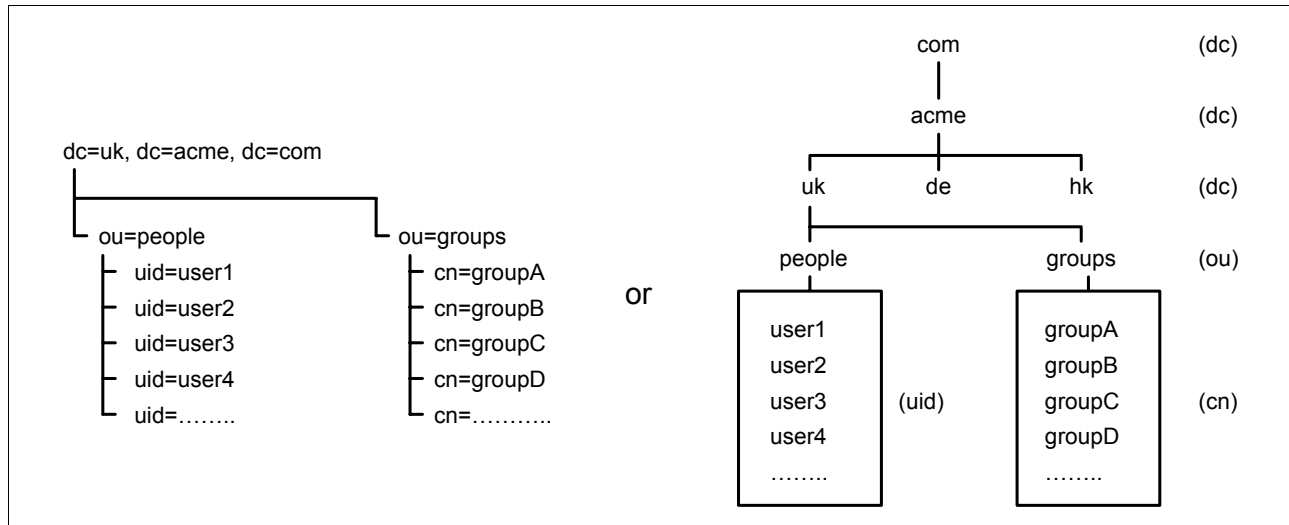 dc=uk, dc=acme, dc=com
ou=people
uid=user1
uid=user2
uid=user3
uid=user4
uid=……..
ou=groups
cn=groupA
cn=groupB
cn=groupC
cn=groupD
cn=………..
or
com (dc)
acme (dc)
uk de hk (dc)
people groups (ou)
user1
user2
user3
user4
……..
(uid)
groupA
groupB
groupC
groupD
……..
(cn)